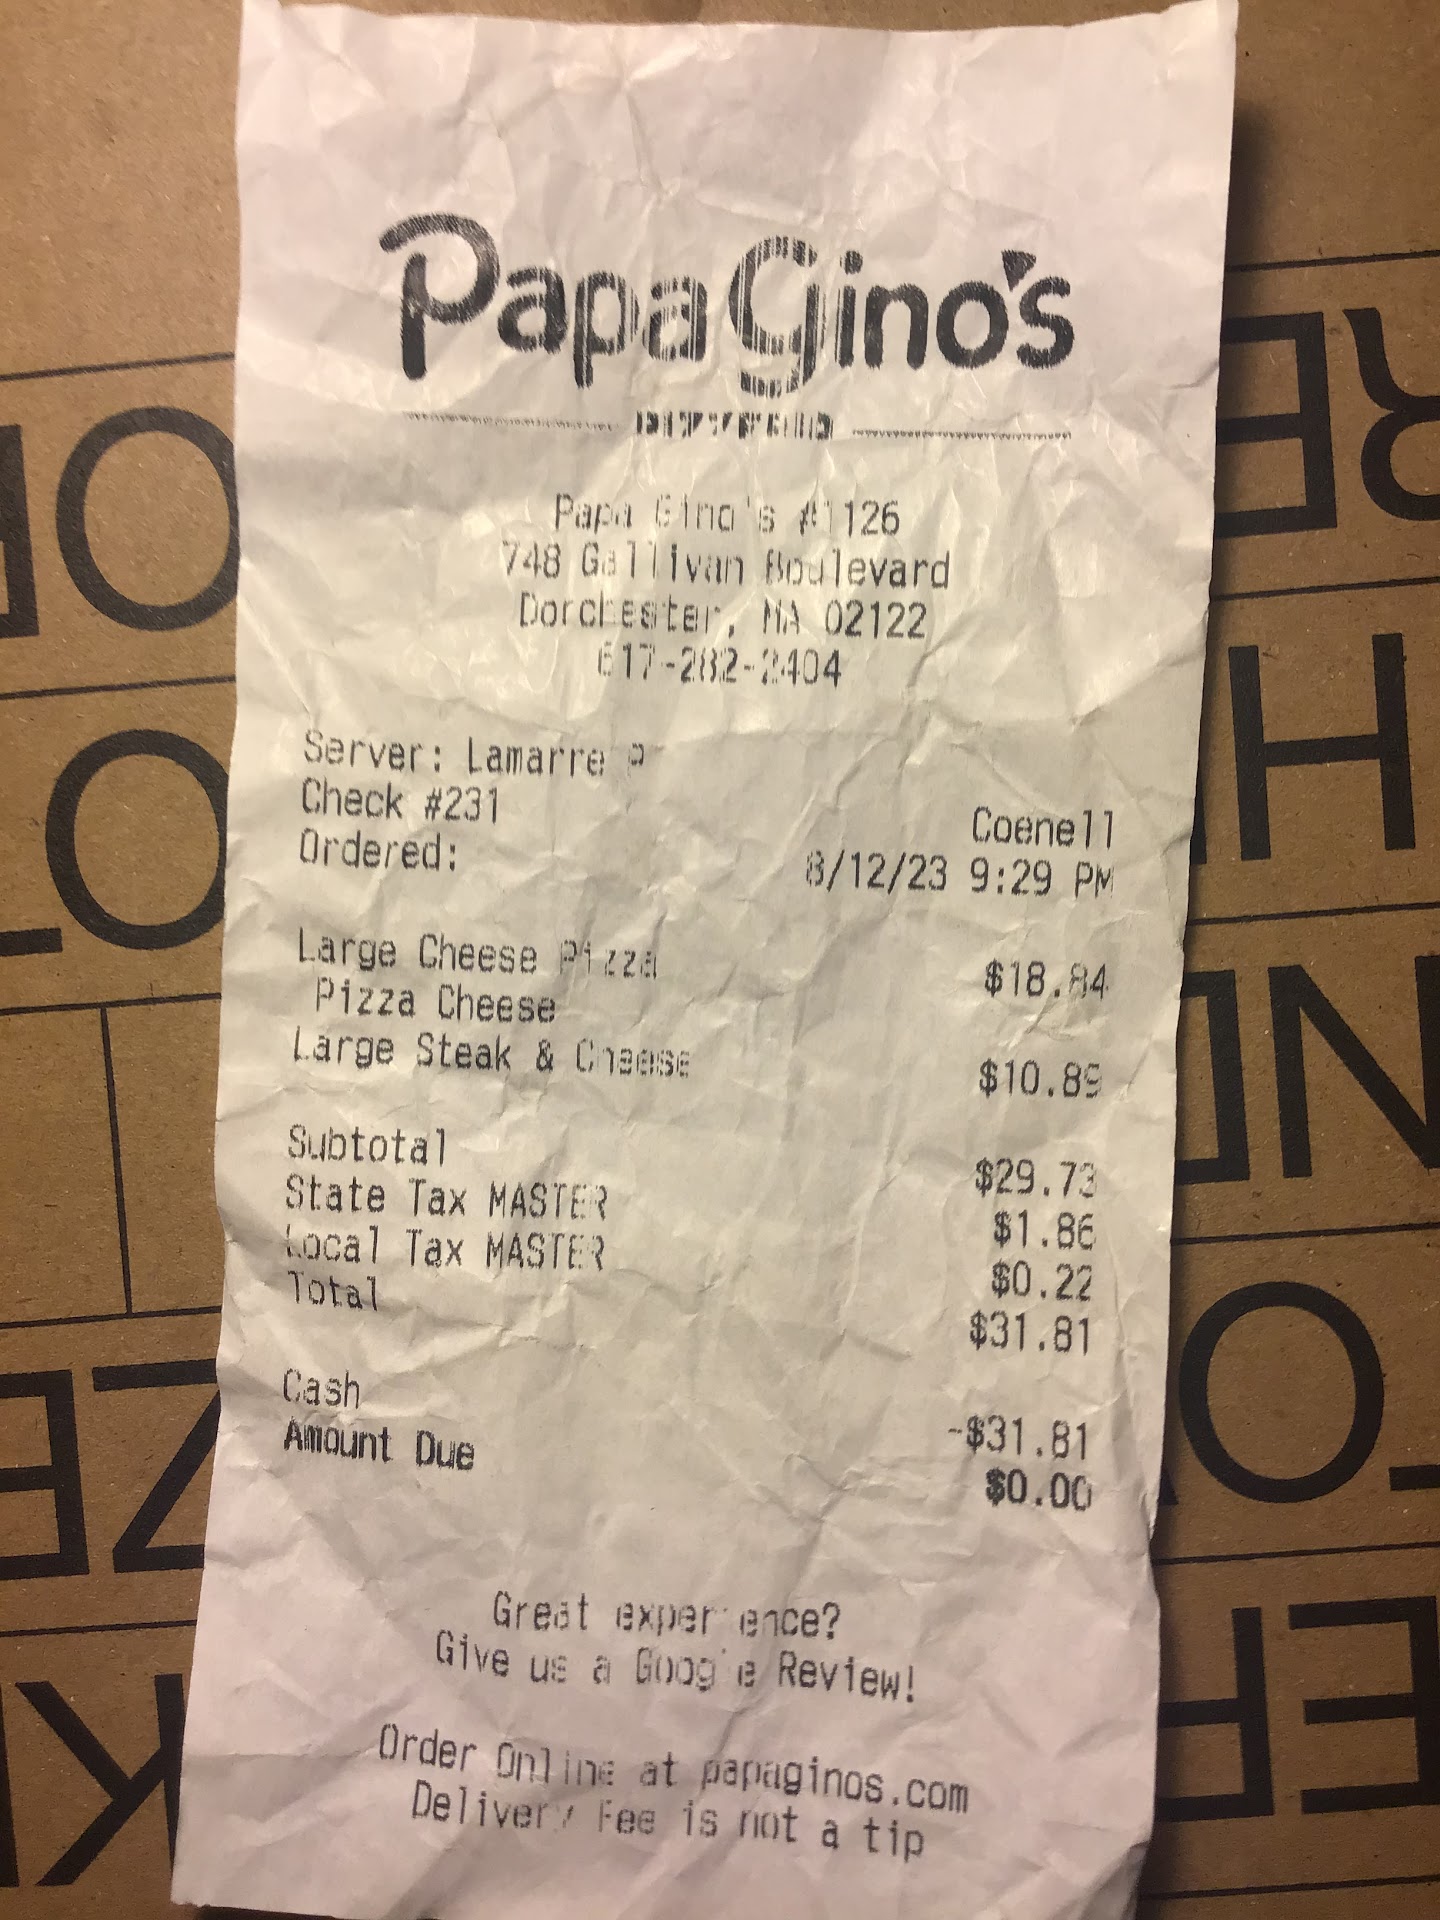 Papa Gino's
PIZZERIA
Papa Gino's #1126
748 Gallivan Boulevard
Dorchester, MA 02122
617-282-2404
Server: Lamarre P
Check #231 Coenell
Ordered: 8/12/23 9:29 PM
Large Cheese Pizza $18.84
Pizza Cheese
Large Steak & Cheese $10.89
Subtotal $29.73
State Tax MASTER $1.86
Local Tax MASTER $0.22
Total $31.81
Cash -$31.81
Amount Due $0.00
Great experience?
Give us a Google Review!
Order Online at papaginos.com
Delivery Fee is not a tip